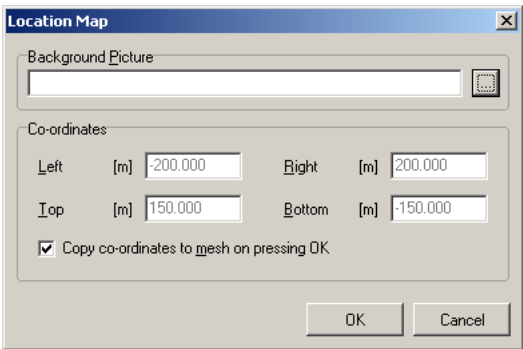 Location Map
Background Picture
...
Co-ordinates
Left [m] -200.000 Right [m] 200.000
Top [m] 150.000 Bottom [m] -150.000
Copy co-ordinates to mesh on pressing OK
OK Cancel